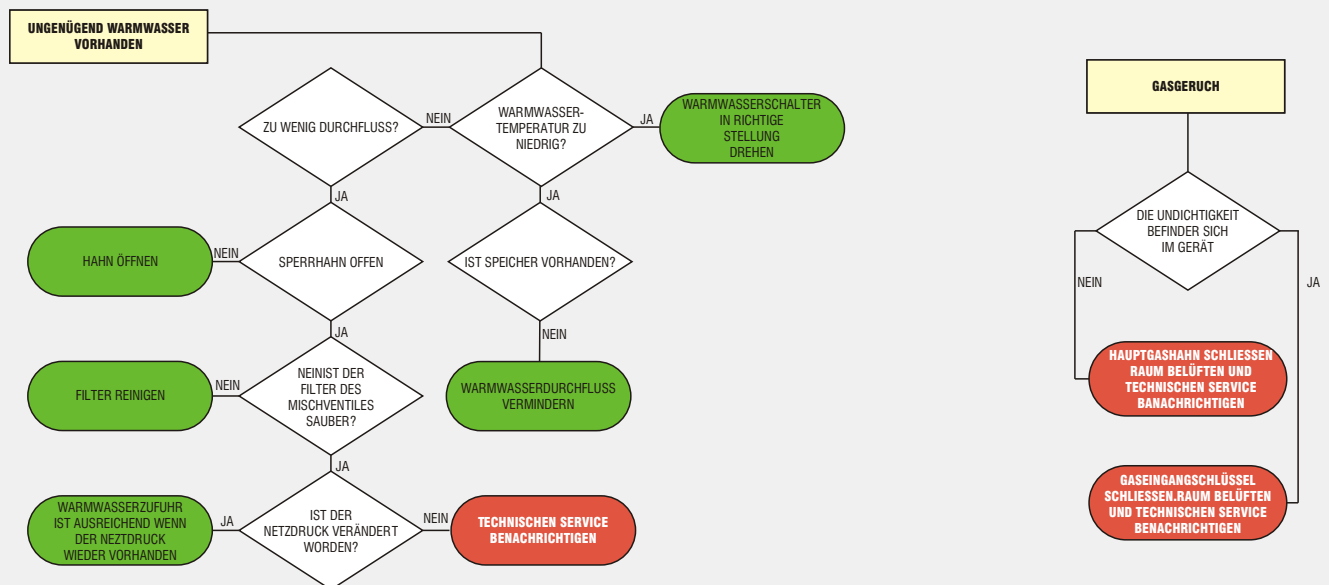 UNGENÜGEND WARMWASSER
VORHANDEN
ZU WENIG DURCHFLUSS?
NEIN
WARMWASSER-
TEMPERATUR ZU
NIEDRIG?
JA
WARMWASSERSCHALTER
IN RICHTIGE
STELLUNG
DREHEN
JA
JA
HAHN ÖFFNEN
NEIN
SPERRHAHN OFFEN
IST SPEICHER VORHANDEN?
JA
NEIN
FILTER REINIGEN
NEIN
NEINIST DER
FILTER DES
MISCHVENTILES
SAUBER?
WARMWASSERDURCHFLUSS
VERMINDERN
JA
WARMWASSERZUFUHR
IST AUSREICHEND WENN
DER NEZTDRUCK
WIEDER VORHANDEN
JA
IST DER
NETZDRUCK VERÄNDERT
WORDEN?
NEIN
TECHNISCHEN SERVICE
BENACHRICHTIGEN
GASGERUCH
DIE UNDICHTIGKEIT
BEFINDER SICH
IM GERÄT
NEIN
JA
HAUPTGASHAHN SCHLIESSEN
RAUM BELÜFTEN UND
TECHNISCHEN SERVICE
BANACHRICHTIGEN
GASEINGANGSCHLÜSSEL
SCHLIESSEN.RAUM BELÜFTEN
UND TECHNISCHEN SERVICE
BENACHRICHTIGEN